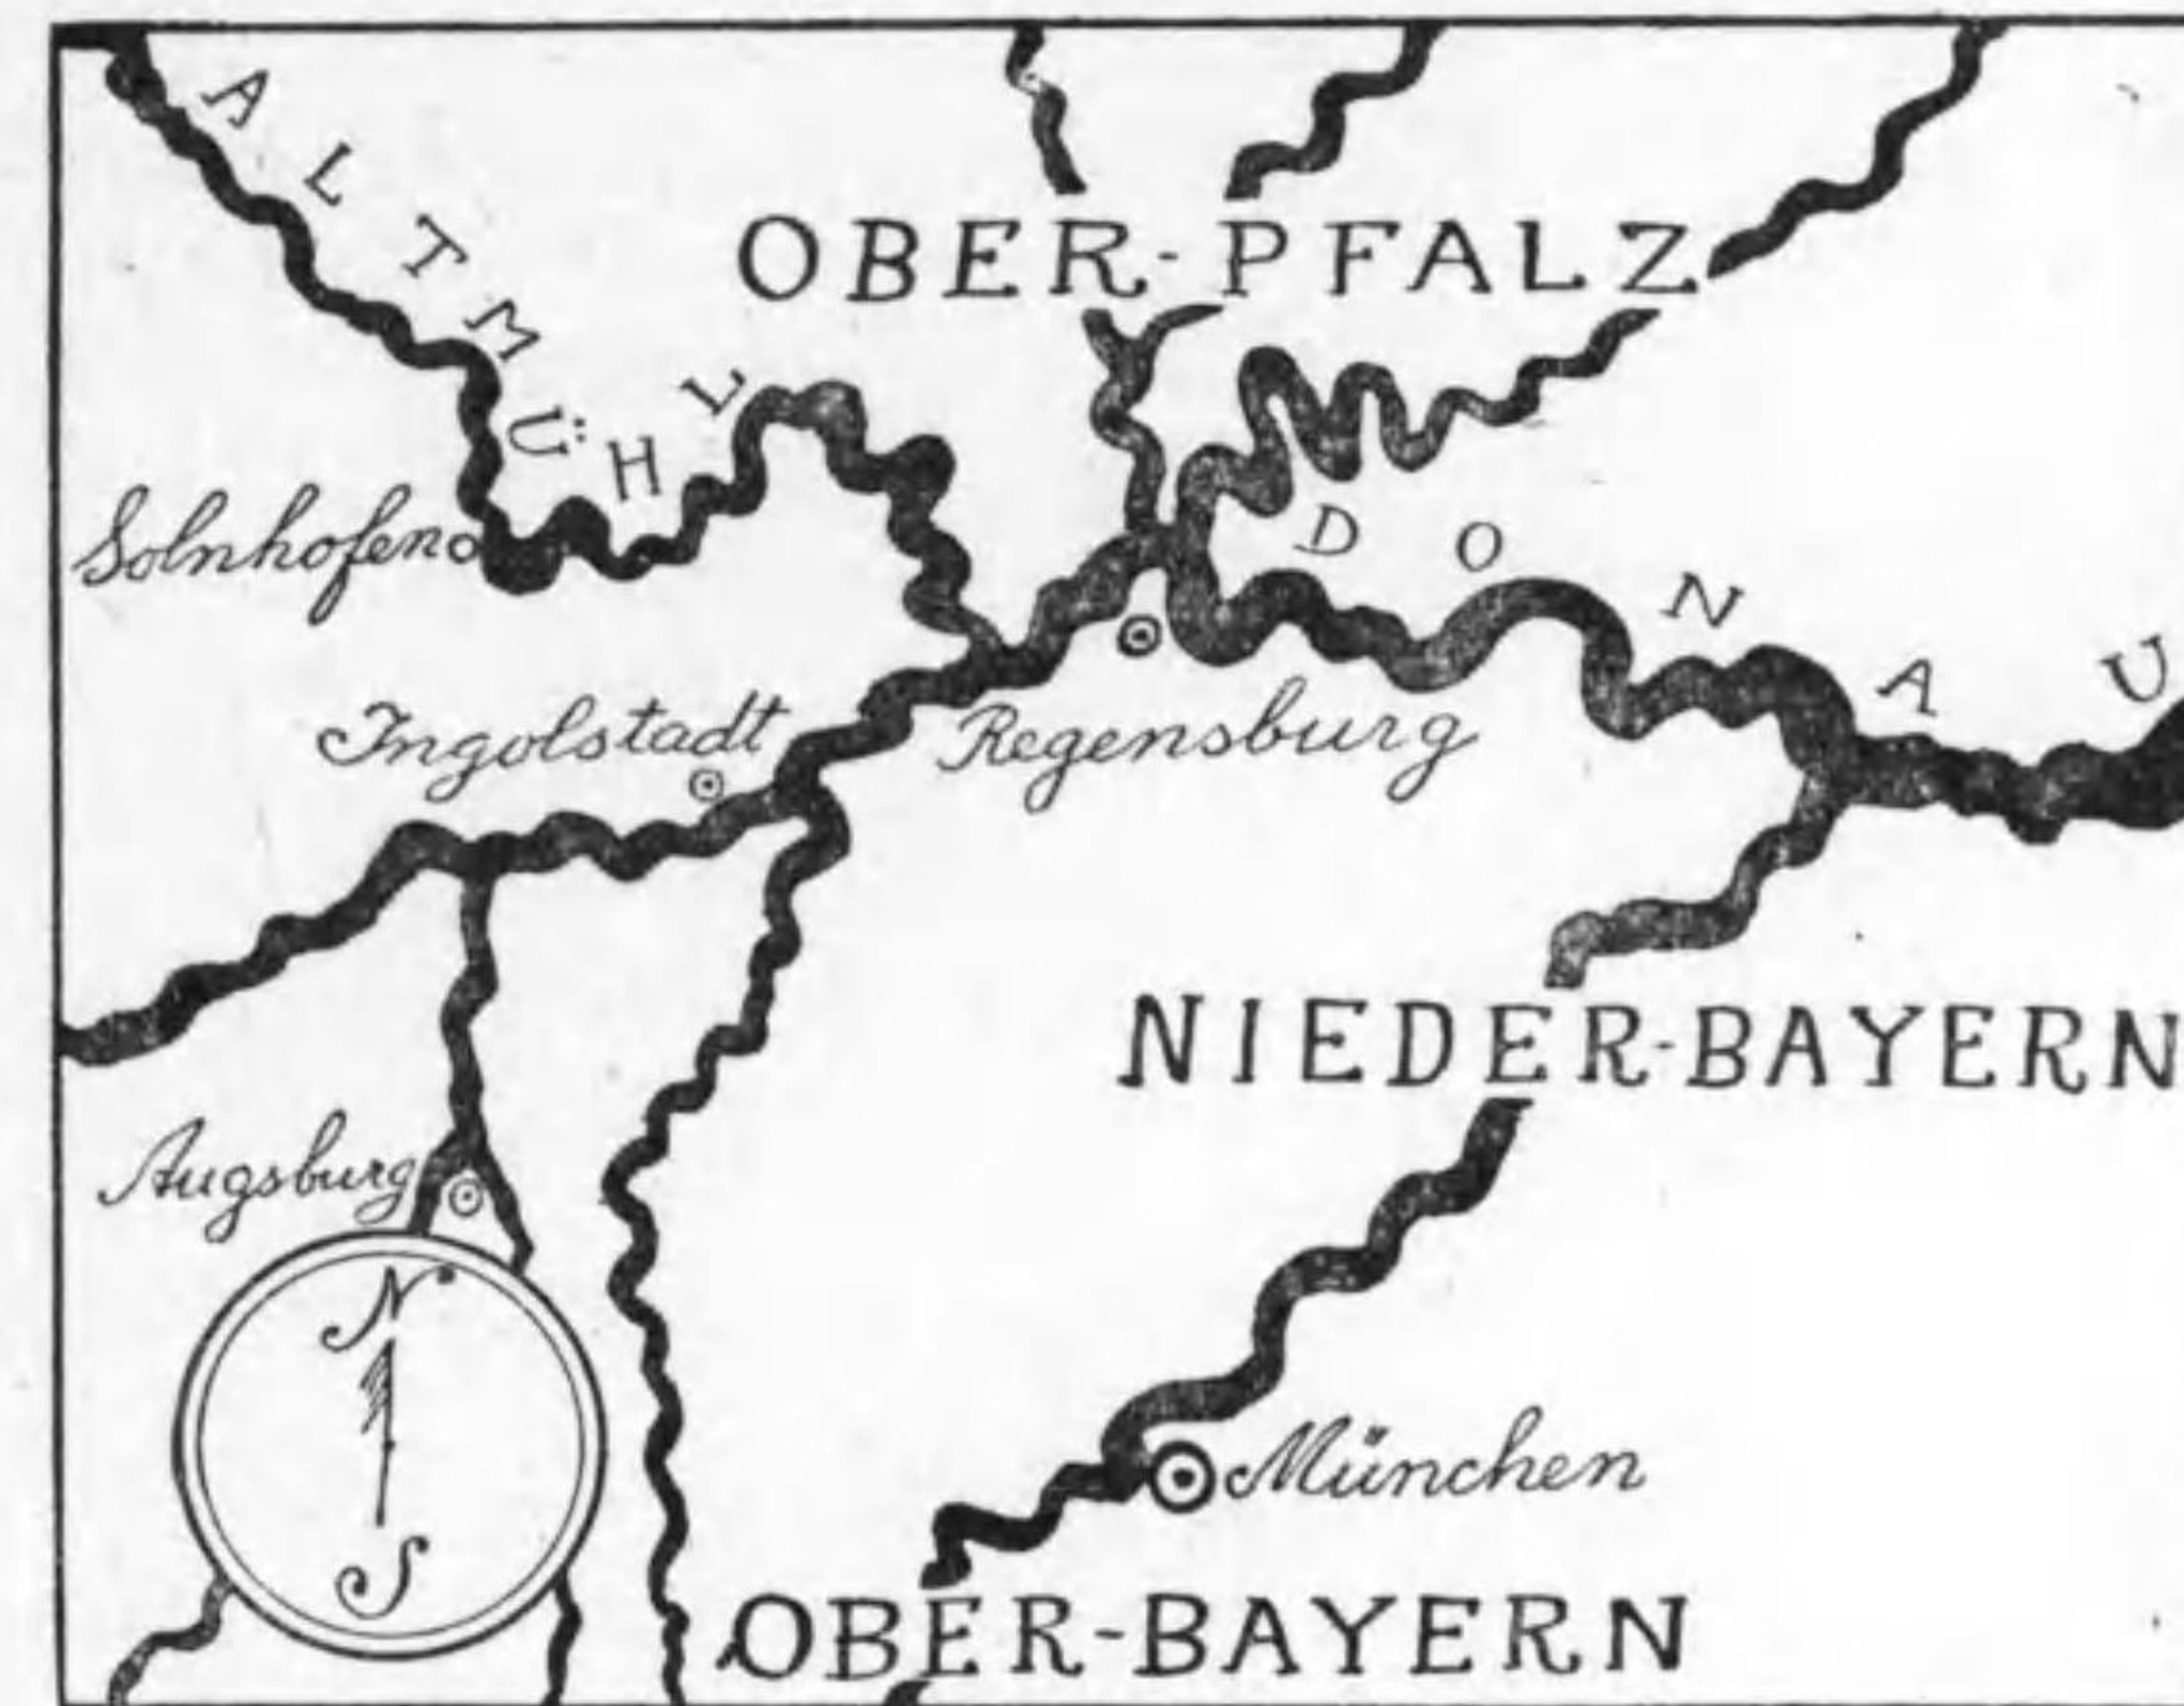 ALTMÜHL
OBER-PFALZ
Solnhofen
DONAU
Ingolstadt
Regensburg
NIEDER-BAYERN
Augsburg
N
S
München
OBER-BAYERN